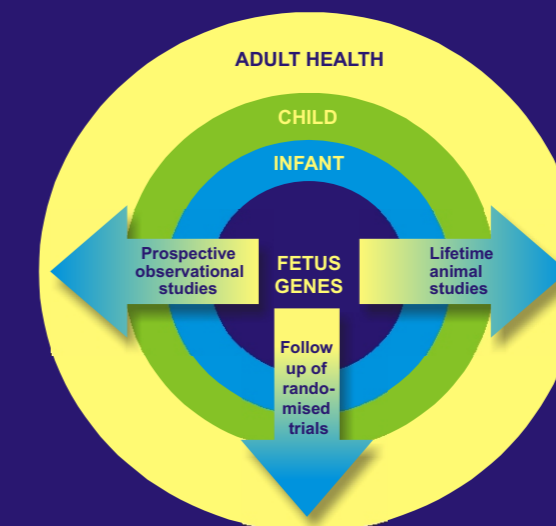 ADULT HEALTH
CHILD
INFANT
Prospective
observational
studies
FETUS
GENES
Lifetime
animal
studies
Follow
up of
rando-
mised
trials